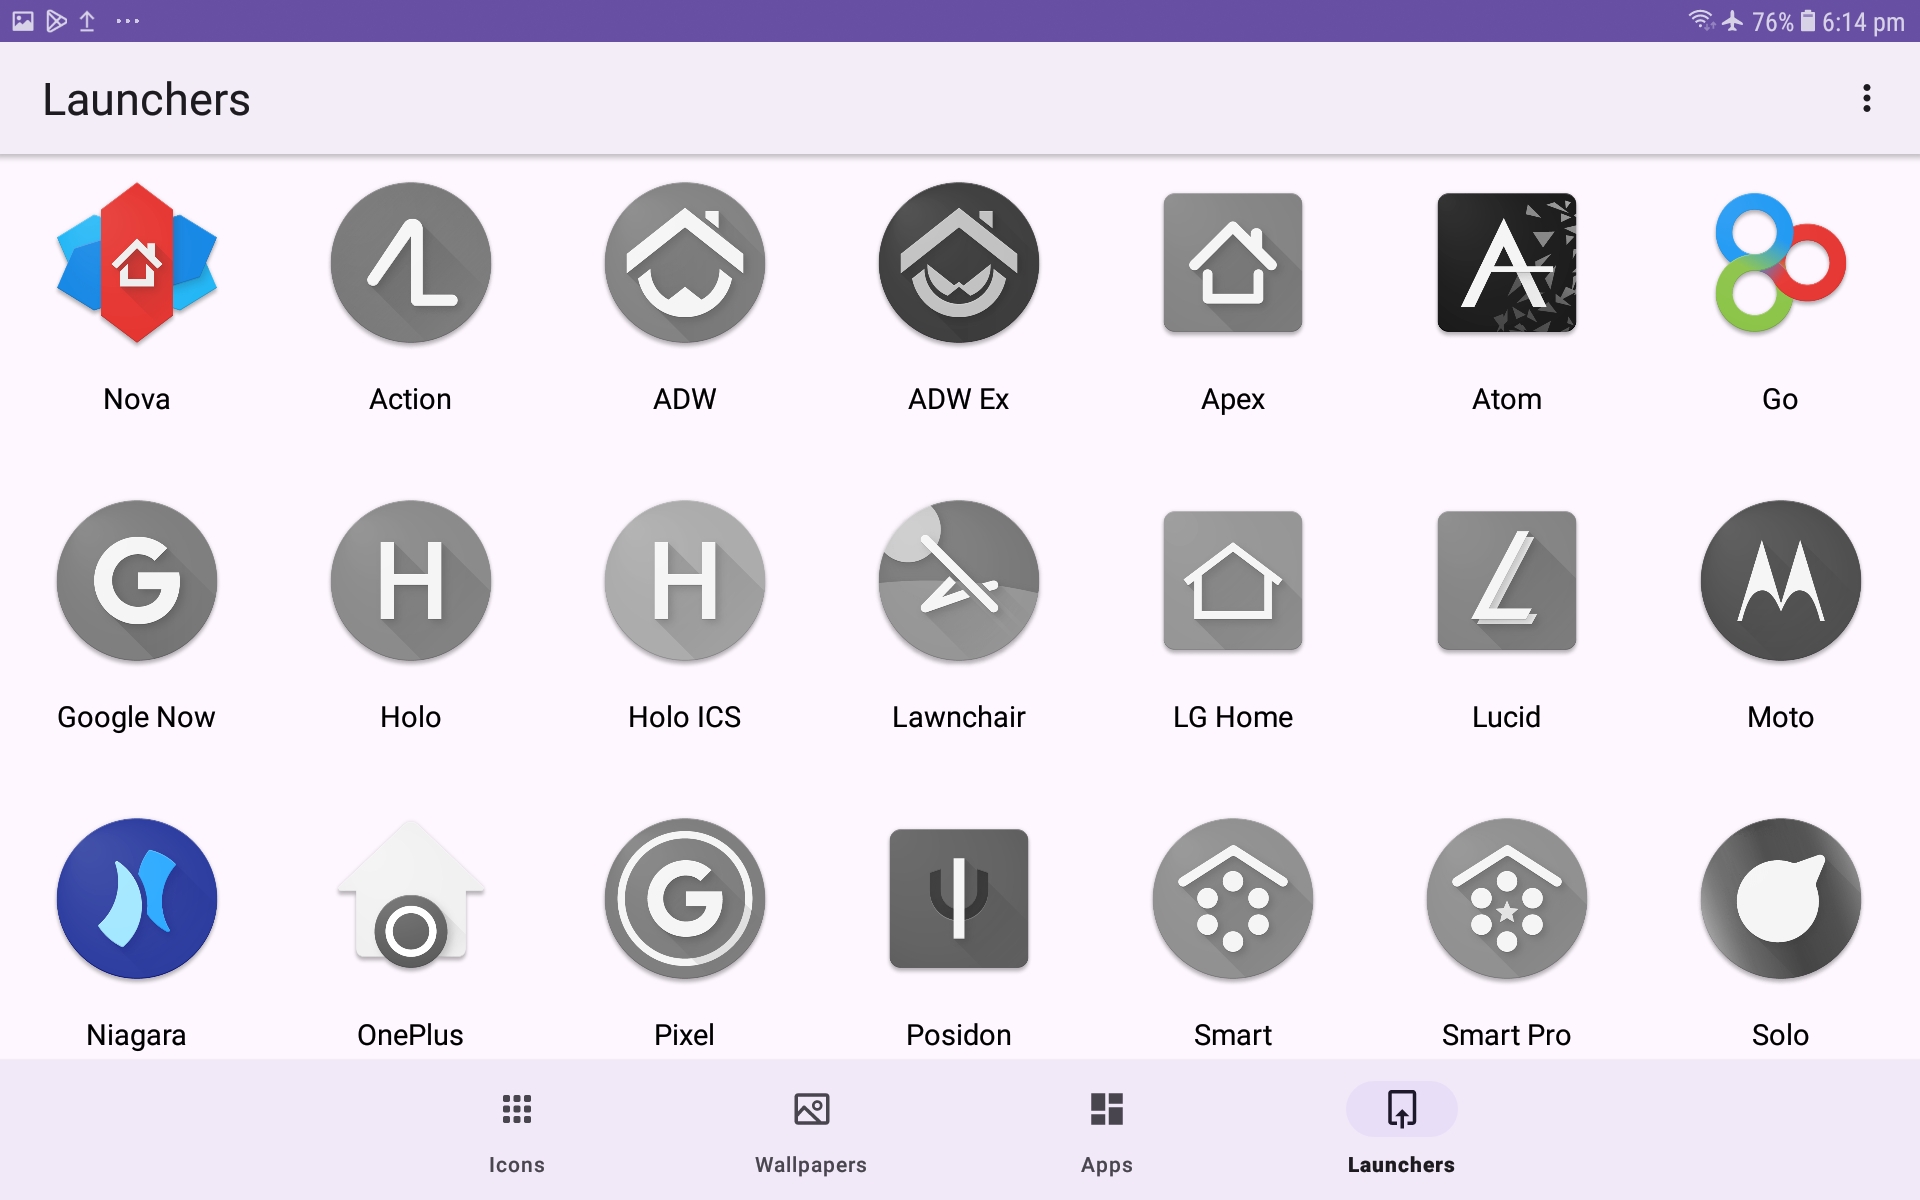 76% 6:14 pm
Launchers
Nova Action ADW ADW Ex Apex Atom Go
Google Now Holo Holo ICS Lawnchair LG Home Lucid Moto
Niagara OnePlus Pixel Posidon Smart Smart Pro Solo
Icons Wallpapers Apps Launchers